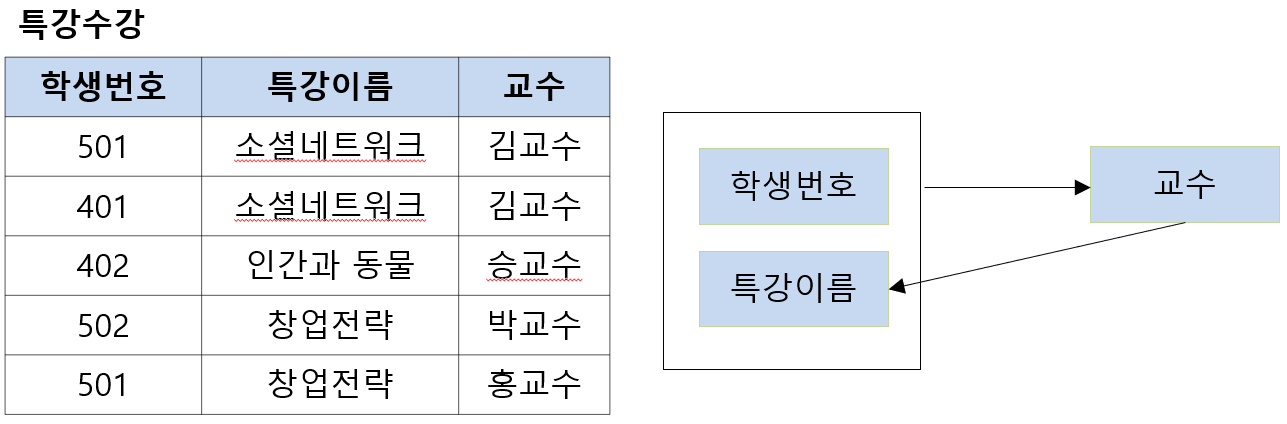 특강수강
학생번호 특강이름 교수
501 소셜네트워크 김교수
401 소셜네트워크 김교수
402 인간과 동물 승교수
502 창업전략 박교수
501 창업전략 홍교수
학생번호
특강이름
교수